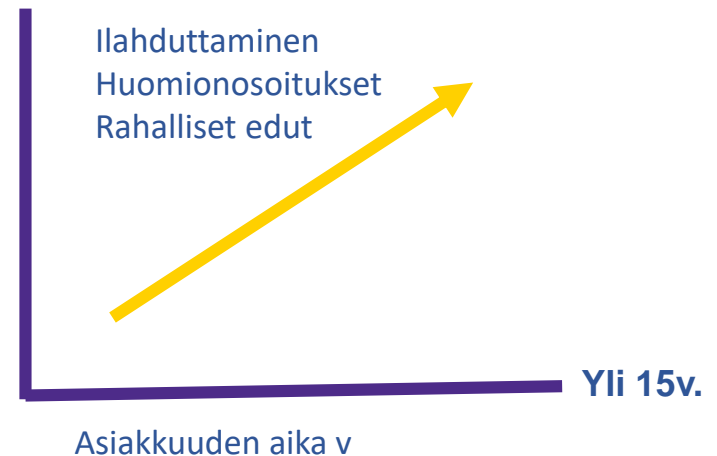 Ilahduttaminen
Huomionosoitukset
Rahalliset edut
Yli 15v.
Asiakkuuden aika v